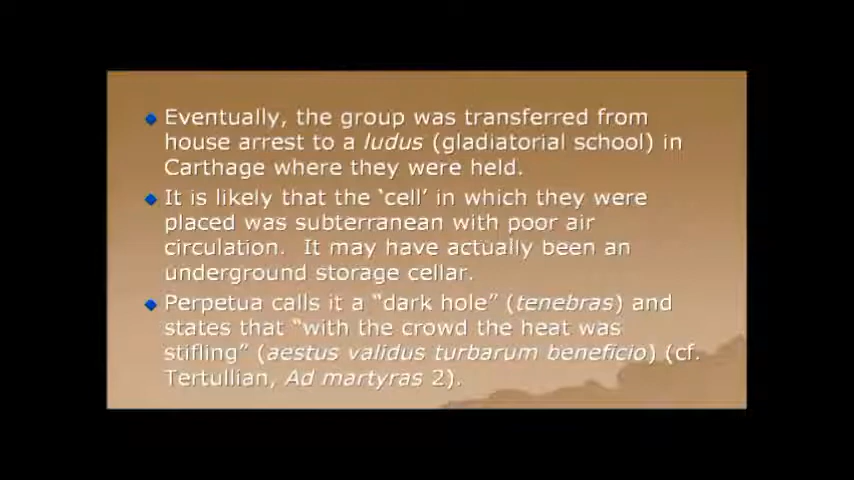 Eventually, the group was transferred from
house arrest to a ludus (gladiatorial school) in
Carthage where they were held.
It is likely that the ‘cell’ in which they were
placed was subterranean with poor air
circulation.  It may have actually been an
underground storage cellar.
Perpetua calls it a “dark hole” (tenebras) and
states that “with the crowd the heat was
stifling” (aestus validus turbarum beneficio) (cf.
Tertullian, Ad martyras 2).